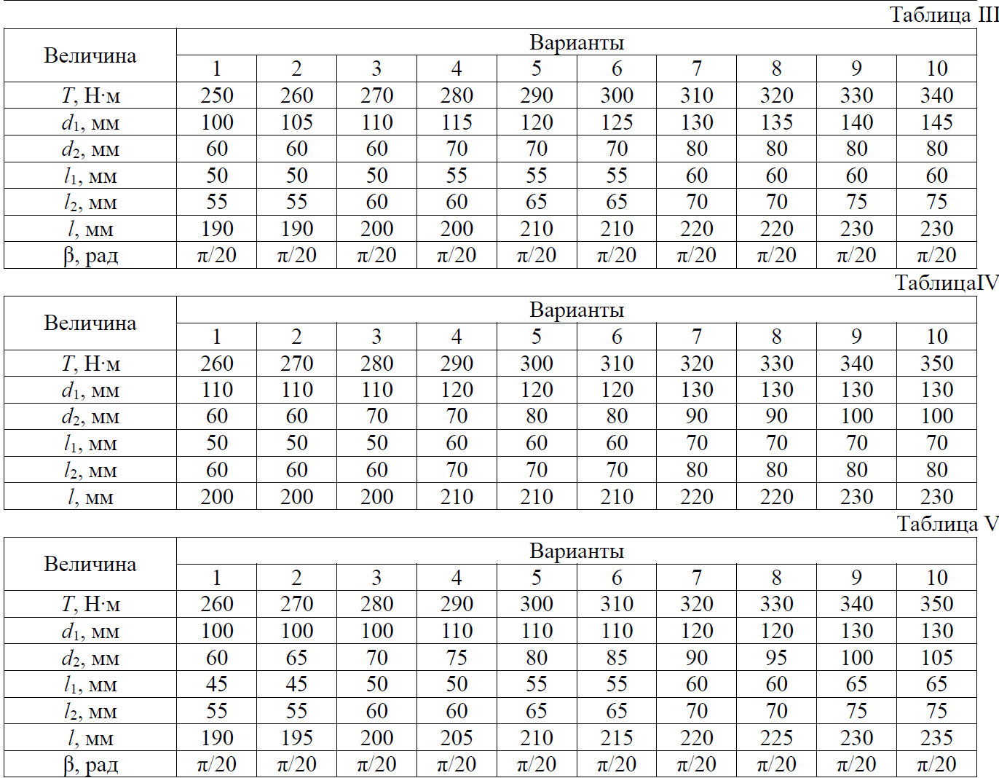 Таблица III
Величина Варианты
1 2 3 4 5 6 7 8 9 10
T, Н·м 250 260 270 280 290 300 310 320 330 340
d1, мм 100 105 110 115 120 125 130 135 140 145
d2, мм 60 60 60 70 70 70 80 80 80 80
l1, мм 50 50 50 55 55 55 60 60 60 60
l2, мм 55 55 60 60 65 65 70 70 75 75
l, мм 190 190 200 200 210 210 220 220 230 230
β, рад π/20 π/20 π/20 π/20 π/20 π/20 π/20 π/20 π/20 π/20
ТаблицаIV
Величина Варианты
1 2 3 4 5 6 7 8 9 10
T, Н·м 260 270 280 290 300 310 320 330 340 350
d1, мм 110 110 110 120 120 120 130 130 130 130
d2, мм 60 60 70 70 80 80 90 90 100 100
l1, мм 50 50 50 60 60 60 70 70 70 70
l2, мм 60 60 60 70 70 70 80 80 80 80
l, мм 200 200 200 210 210 210 220 220 230 230
Таблица V
Величина Варианты
1 2 3 4 5 6 7 8 9 10
T, Н·м 260 270 280 290 300 310 320 330 340 350
d1, мм 100 100 100 110 110 110 120 120 130 130
d2, мм 60 65 70 75 80 85 90 95 100 105
l1, мм 45 45 50 50 55 55 60 60 65 65
l2, мм 55 55 60 60 65 65 70 70 75 75
l, мм 190 195 200 205 210 215 220 225 230 235
β, рад π/20 π/20 π/20 π/20 π/20 π/20 π/20 π/20 π/20 π/20